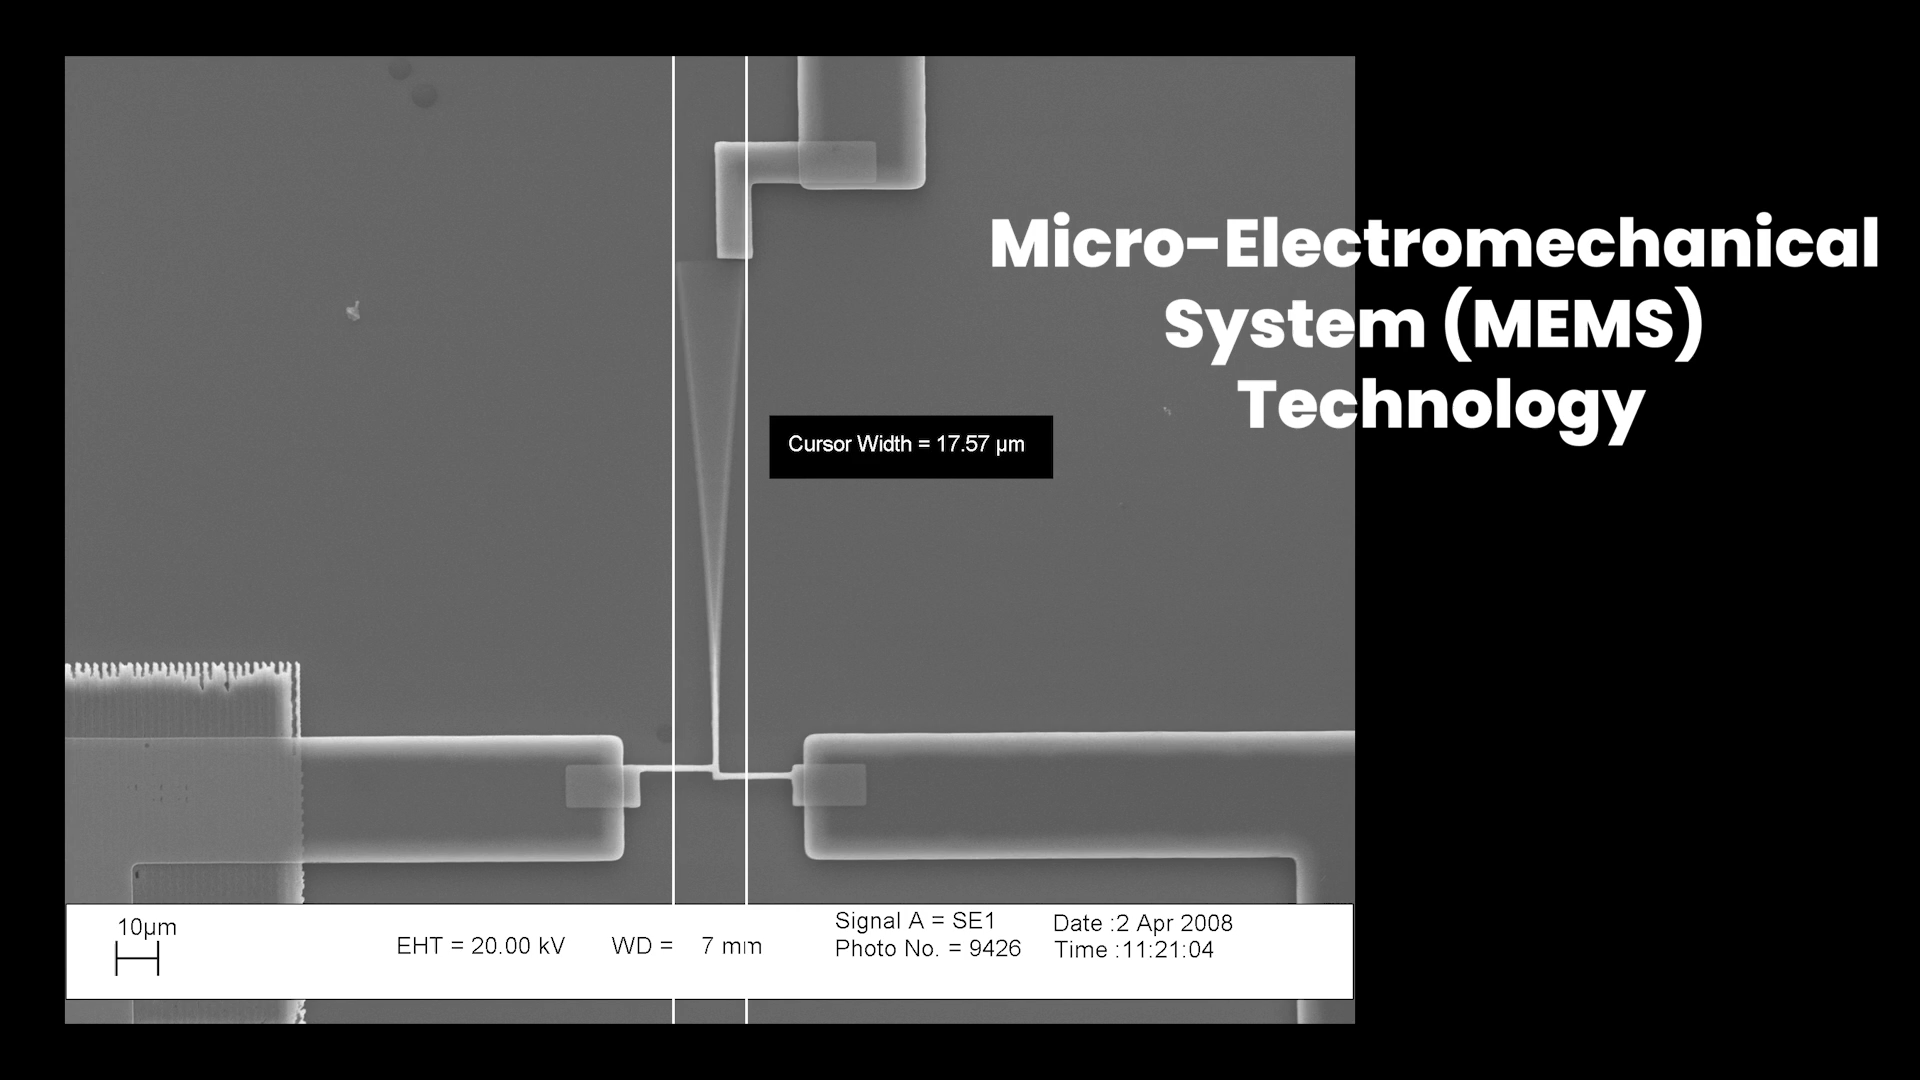 Micro-Electromechanical
System (MEMS)
Technology
Cursor Width = 17.57 µm
10µm
EHT = 20.00 kV
WD = 7 mm
Signal A = SE1
Photo No. = 9426
Date :2 Apr 2008
Time :11:21:04